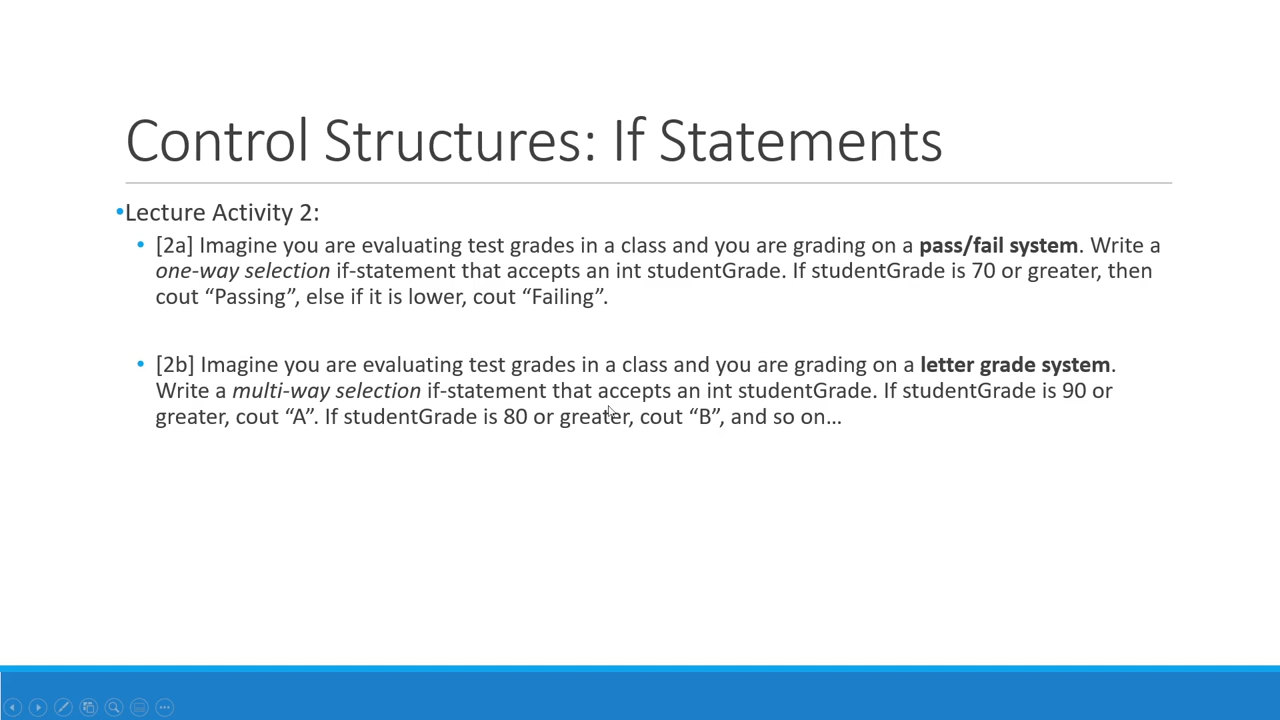 Control Structures: If Statements
•Lecture Activity 2:
• [2a] Imagine you are evaluating test grades in a class and you are grading on a pass/fail system. Write a
one-way selection if-statement that accepts an int studentGrade. If studentGrade is 70 or greater, then
cout “Passing”, else if it is lower, cout “Failing”.
• [2b] Imagine you are evaluating test grades in a class and you are grading on a letter grade system.
Write a multi-way selection if-statement that accepts an int studentGrade. If studentGrade is 90 or
greater, cout “A”. If studentGrade is 80 or greater, cout “B”, and so on…